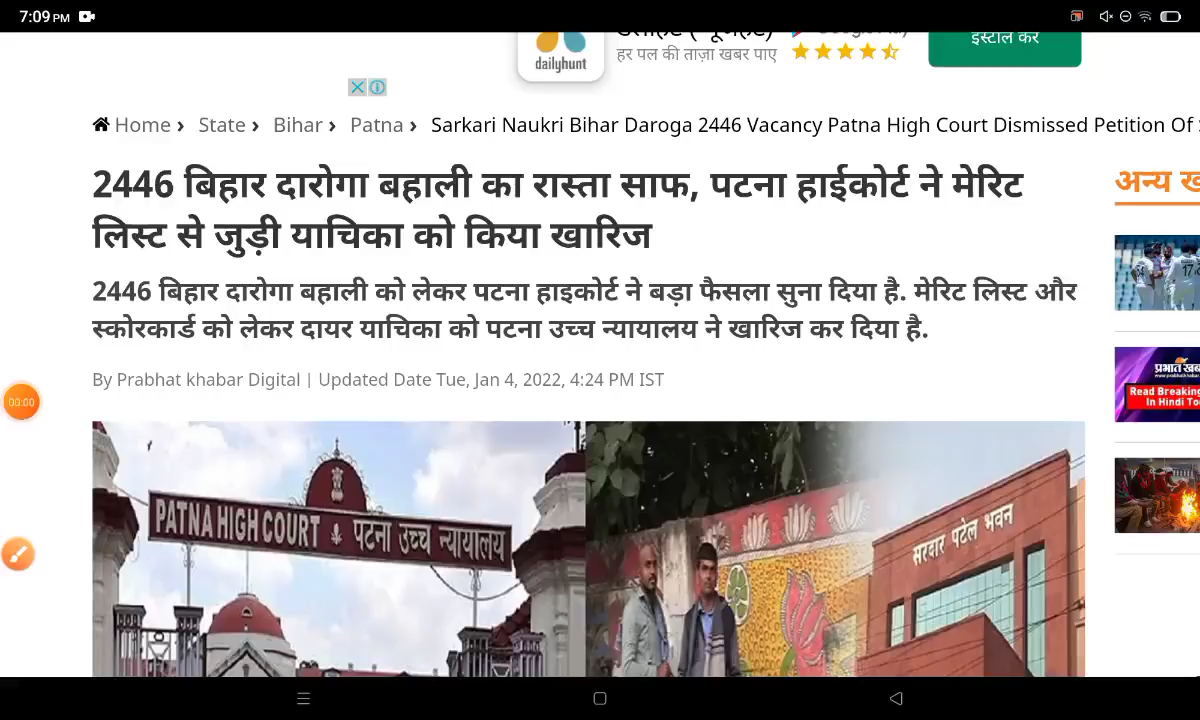 7:09 PM
dailyhunt
हर पल की ताज़ा खबर पाए
इंस्टॉल करें
Home › State › Bihar › Patna › Sarkari Naukri Bihar Daroga 2446 Vacancy Patna High Court Dismissed Petition Of
2446 बिहार दारोगा बहाली का रास्ता साफ, पटना हाईकोर्ट ने मेरिट
लिस्ट से जुड़ी याचिका को किया खारिज
अन्य ख
2446 बिहार दारोगा बहाली को लेकर पटना हाइकोर्ट ने बड़ा फैसला सुना दिया है. मेरिट लिस्ट और
स्कोरकार्ड को लेकर दायर याचिका को पटना उच्च न्यायालय ने खारिज कर दिया है.
By Prabhat khabar Digital | Updated Date Tue, Jan 4, 2022, 4:24 PM IST
00:00
17
प्रभात खब
Read Breaking
In Hindi To
PATNA HIGH COURT पटना उच्च न्यायालय
सरदार पटेल भवन